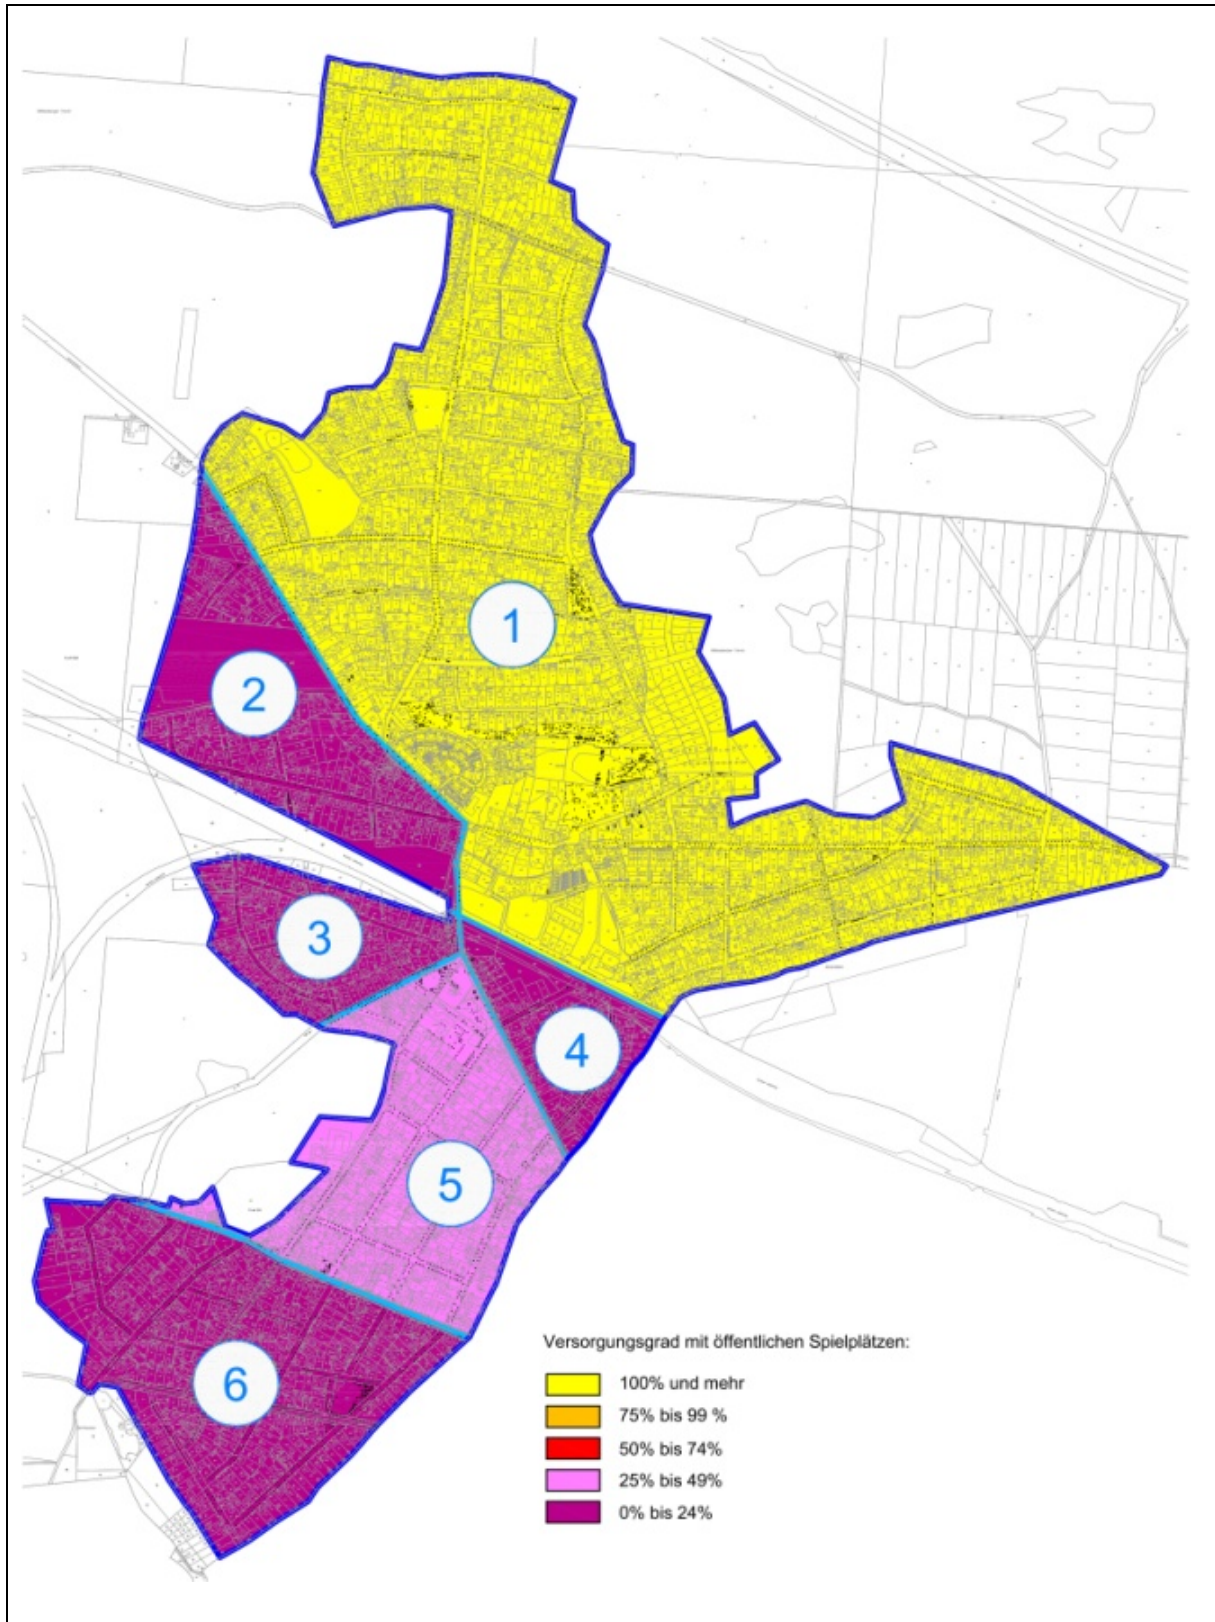 1
2
3
4
5
6
Versorgungsgrad mit öffentlichen Spielplätzen:
100% und mehr
75% bis 99 %
50% bis 74%
25% bis 49%
0% bis 24%